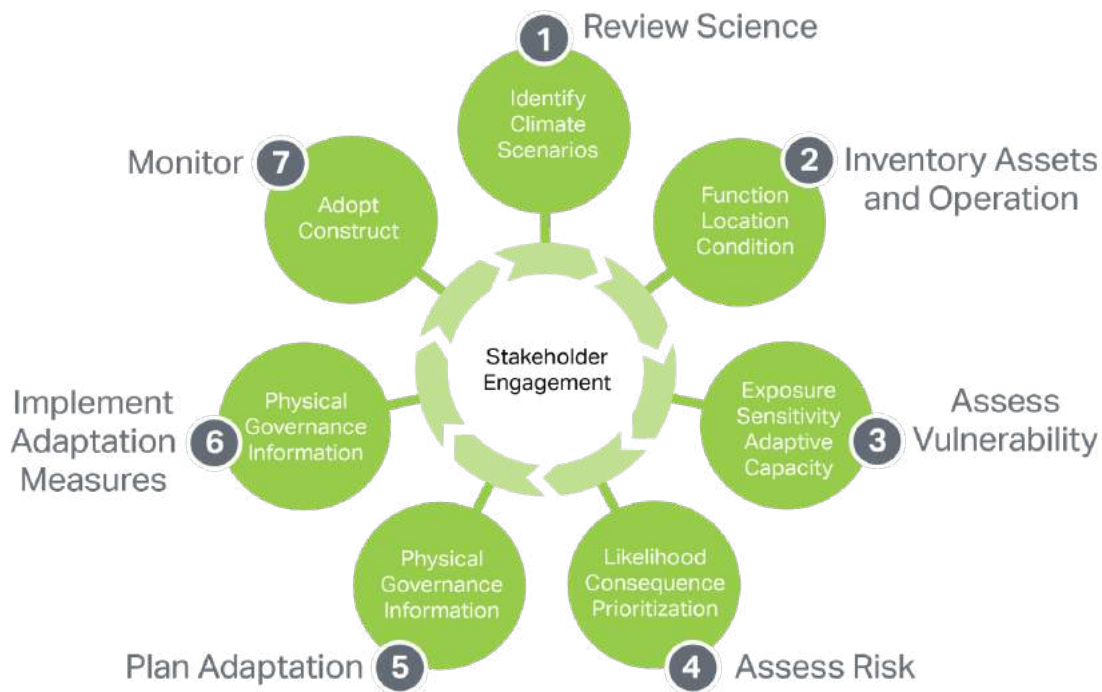 1
Review Science
Identify
Climate
Scenarios
2
Inventory Assets
and Operation
Function
Location
Condition
3
Assess
Vulnerability
Exposure
Sensitivity
Adaptive
Capacity
4
Assess Risk
Likelihood
Consequence
Prioritization
5
Plan Adaptation
Physical
Governance
Information
6
Implement
Adaptation
Measures
Physical
Governance
Information
7
Monitor
Adopt
Construct
Stakeholder
Engagement